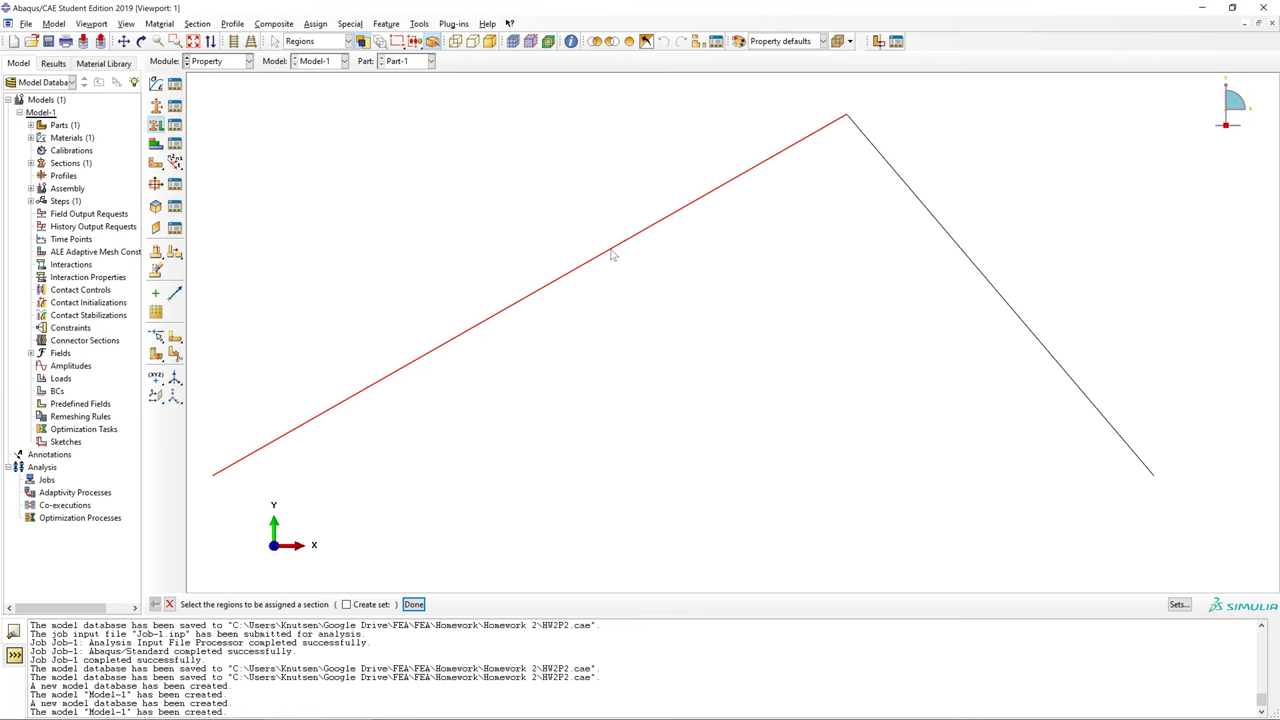 Abaqus/CAE Student Edition 2019 [Viewport: 1]
File Model Viewport View Material Section Profile Composite Assign Special Feature Tools Plug-ins Help
Regions Property defaults
Model Results Material Library Module: Property Model: Model-1 Part: Part-1
Model Databa
Models (1)
Model-1
Parts (1)
Materials (1)
Calibrations
Sections (1)
Profiles
Assembly
Steps (1)
Field Output Requests
History Output Requests
Time Points
ALE Adaptive Mesh Const
Interactions
Interaction Properties
Contact Controls
Contact Initializations
Contact Stabilizations
Constraints
Connector Sections
Fields
Amplitudes
Loads
BCs
Predefined Fields
Remeshing Rules
Optimization Tasks
Sketches
Annotations
Analysis
Jobs
Adaptivity Processes
Co-executions
Optimization Processes
Y
X
Y
X
Select the regions to be assigned a section ( Create set: ) Done Sets... SIMULIA
The model database has been saved to "C:\Users\Knutsen\Google Drive\FEA\FEA\Homework\Homework 2\HW2P2.cae".
The job input file "Job-1.inp" has been submitted for analysis.
Job Job-1: Analysis Input File Processor completed successfully.
Job Job-1: Abaqus/Standard completed successfully.
Job Job-1 completed successfully.
The model database has been saved to "C:\Users\Knutsen\Google Drive\FEA\FEA\Homework\Homework 2\HW2P2.cae".
The model database has been saved to "C:\Users\Knutsen\Google Drive\FEA\FEA\Homework\Homework 2\HW2P2.cae".
A new model database has been created.
The model "Model-1" has been created.
A new model database has been created.
The model "Model-1" has been created.